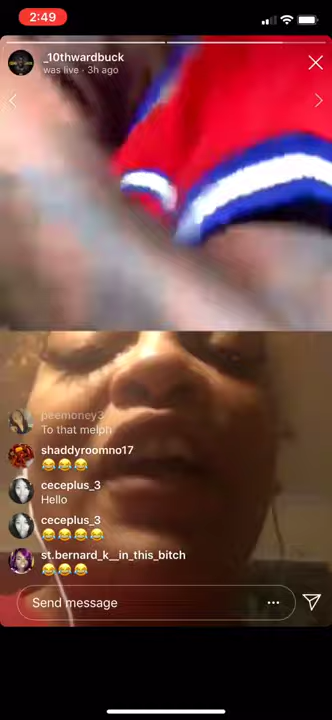 2:49
_10thwardbuck
was live · 3h ago
peemoney3
To that melph
shaddyroomno17
😂😂😂
ceceplus_3
Hello
ceceplus_3
😂😂😂😂
st.bernard_k__in_this_bitch
😂😂😂
Send message